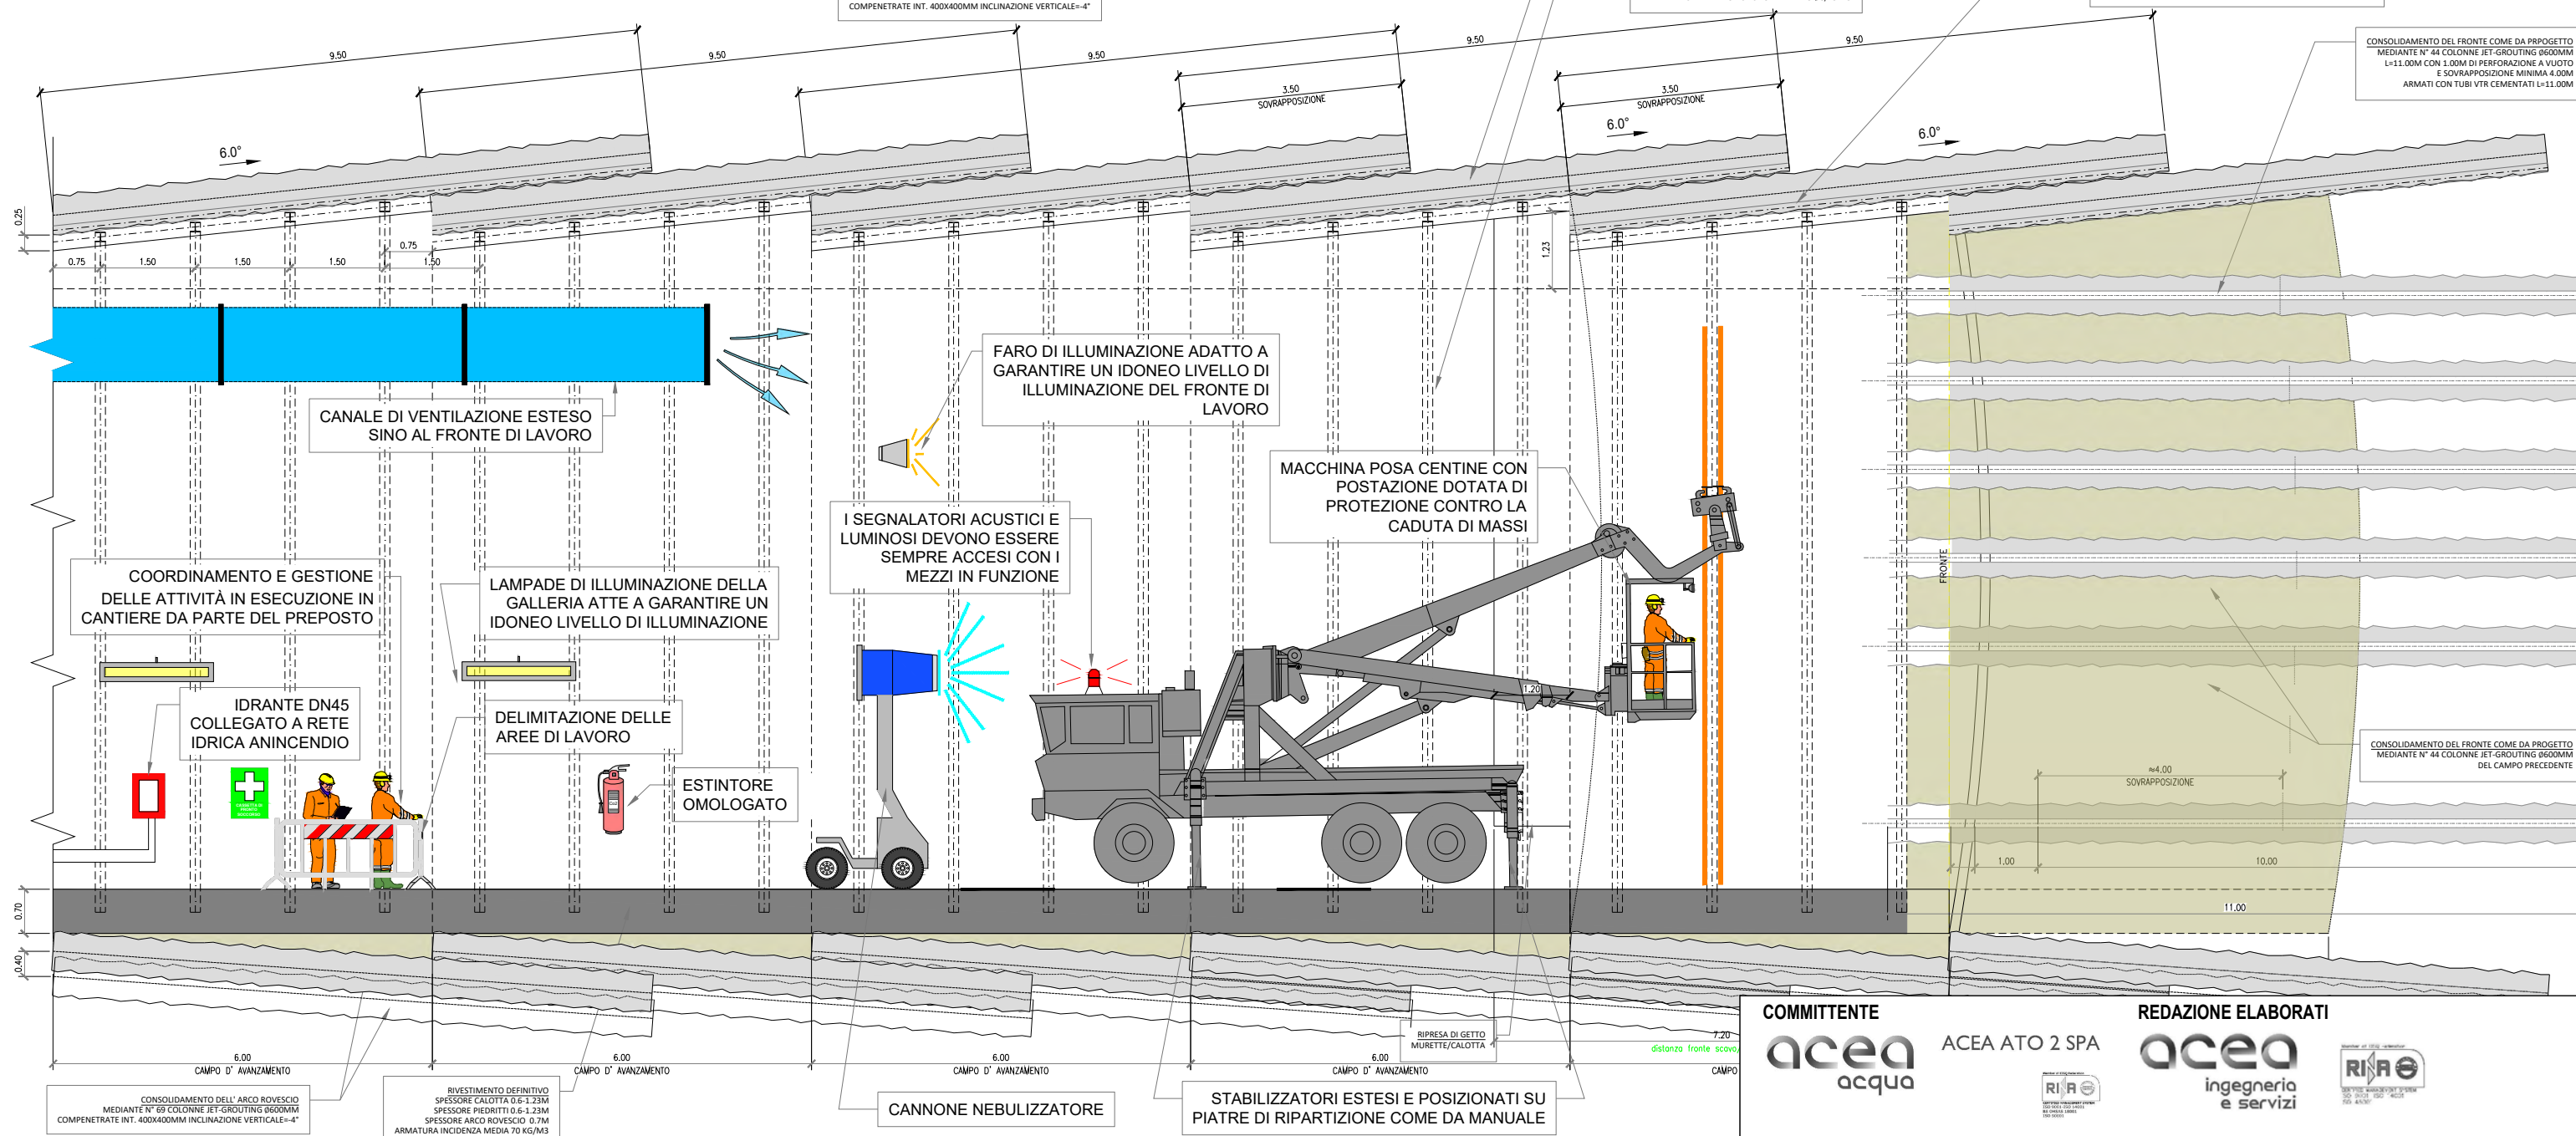 COMPENETRATE INT. 400X400MM INCLINAZIONE VERTICALE=-4°
9.50
9.50
9.50
9.50
9.50
3.50
SOVRAPPOSIZIONE
3.50
SOVRAPPOSIZIONE
CONSOLIDAMENTO DEL FRONTE COME DA PRPOGETTO
MEDIANTE N° 44 COLONNE JET-GROUTING Ø600MM
L=11.00M CON 1.00M DI PERFORAZIONE A VUOTO
E SOVRAPPOSIZIONE MINIMA 4.00M
ARMATI CON TUBI VTR CEMENTATI L=11.00M
6.0°
6.0°
6.0°
0.25
0.75
1.50
1.50
1.50
0.75
1.50
1.23
CANALE DI VENTILAZIONE ESTESO
SINO AL FRONTE DI LAVORO
FARO DI ILLUMINAZIONE ADATTO A
GARANTIRE UN IDONEO LIVELLO DI
ILLUMINAZIONE DEL FRONTE DI
LAVORO
MACCHINA POSA CENTINE CON
POSTAZIONE DOTATA DI
PROTEZIONE CONTRO LA
CADUTA DI MASSI
I SEGNALATORI ACUSTICI E
LUMINOSI DEVONO ESSERE
SEMPRE ACCESI CON I
MEZZI IN FUNZIONE
COORDINAMENTO E GESTIONE
DELLE ATTIVITÀ IN ESECUZIONE IN
CANTIERE DA PARTE DEL PREPOSTO
LAMPADE DI ILLUMINAZIONE DELLA
GALLERIA ATTE A GARANTIRE UN
IDONEO LIVELLO DI ILLUMINAZIONE
FRONTE
IDRANTE DN45
COLLEGATO A RETE
IDRICA ANINCENDIO
DELIMITAZIONE DELLE
AREE DI LAVORO
ESTINTORE
OMOLOGATO
1.20
CONSOLIDAMENTO DEL FRONTE COME DA PROGETTO
MEDIANTE N° 44 COLONNE JET-GROUTING Ø600MM
DEL CAMPO PRECEDENTE
≈4.00
SOVRAPPOSIZIONE
1.00
10.00
11.00
0.70
0.40
6.00
CAMPO D' AVANZAMENTO
6.00
CAMPO D' AVANZAMENTO
6.00
CAMPO D' AVANZAMENTO
6.00
CAMPO D' AVANZAMENTO
CAMPO
RIPRESA DI GETTO
MURETTE/CALOTTA
7.20
distanza fronte scavo
CONSOLIDAMENTO DELL' ARCO ROVESCIO
MEDIANTE N° 69 COLONNE JET-GROUTING Ø600MM
COMPENETRATE INT. 400X400MM INCLINAZIONE VERTICALE=-4°
RIVESTIMENTO DEFINITIVO
SPESSORE CALOTTA 0.6-1.23M
SPESSORE PIEDRITTI 0.6-1.23M
SPESSORE ARCO ROVESCIO 0.7M
ARMATURA INCIDENZA MEDIA 70 KG/M3
CANNONE NEBULIZZATORE
STABILIZZATORI ESTESI E POSIZIONATI SU
PIATRE DI RIPARTIZIONE COME DA MANUALE
COMMITTENTE
acea
acqua
ACEA ATO 2 SPA
RINA
REDAZIONE ELABORATI
acea
ingegneria
e servizi
RINA